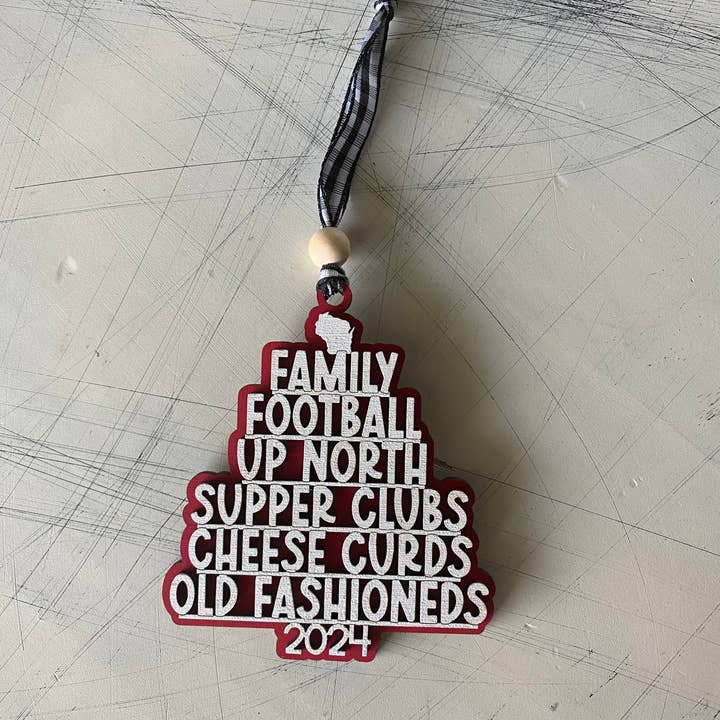 FAMILY
FOOTBALL
UP NORTH
SUPPER CLUBS
CHEESE CURDS
OLD FASHIONEDS
2024